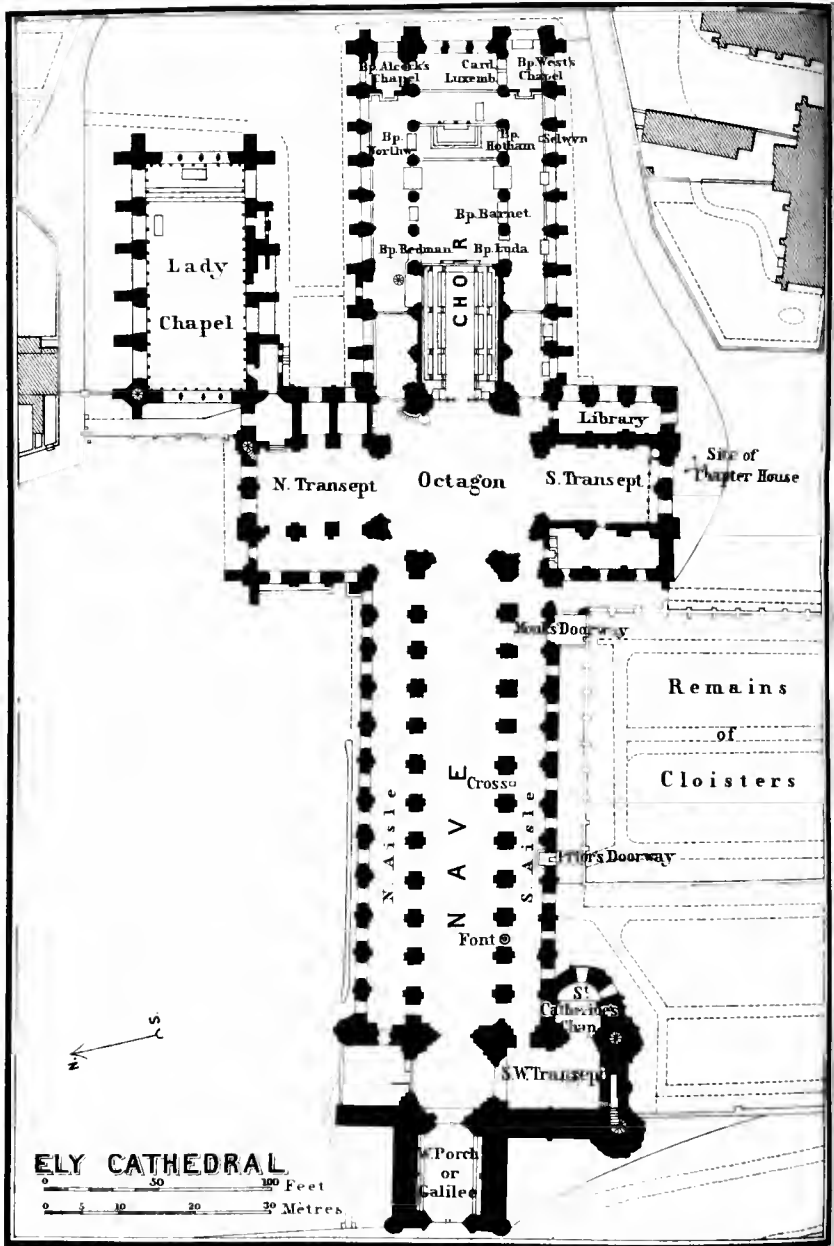 Bp. Alcock's
Chapel
Card.
Luxemb.
Bp. West's
Chapel
Bp.
Northw.
Bp.
Hotham
Selwyn
Bp. Barnet.
Bp. Redman
Bp. Luda
CHOIR
Lady
Chapel
Library
N. Transept
Octagon
S. Transept
Site of
Chapter House
Monks' Doorway
Remains
of
Cloisters
NAVE
Cross
N. Aisle
S. Aisle
Prior's Doorway
Font
St
Catherine's
Chap.
S.W. Transept
N.
S.
W. Porch
or
Galilee
ELY CATHEDRAL
0 50 100 Feet
0 5 10 20 30 Mètres